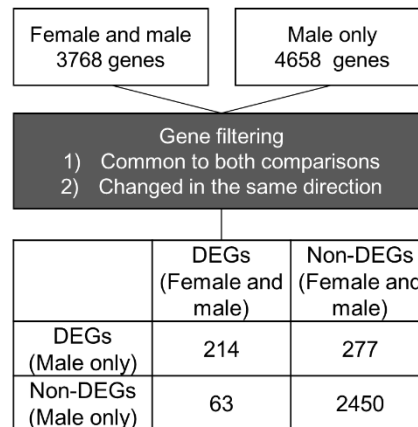 Female and male
3768 genes
Male only
4658 genes
Gene filtering
1) Common to both comparisons
2) Changed in the same direction
DEGs
(Female and
male)
Non-DEGs
(Female and
male)
DEGs
(Male only)
214
277
Non-DEGs
(Male only)
63
2450